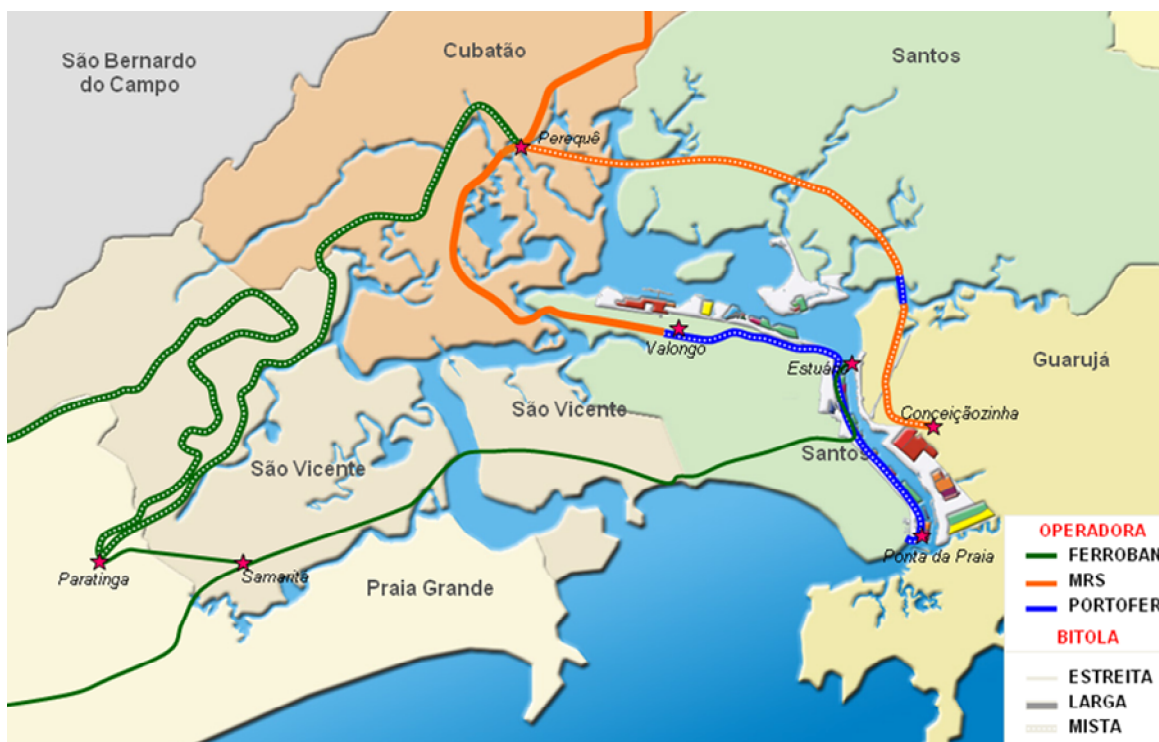 São Bernardo
do Campo
Cubatão
Santos
Perequê
Valongo
Estuário
Guarujá
Conceiçãozinha
São Vicente
Santos
São Vicente
Paratinga
Samarita
Praia Grande
Ponta da Praia
OPERADORA
FERROBAN
MRS
PORTOFER
BITOLA
ESTREITA
LARGA
MISTA